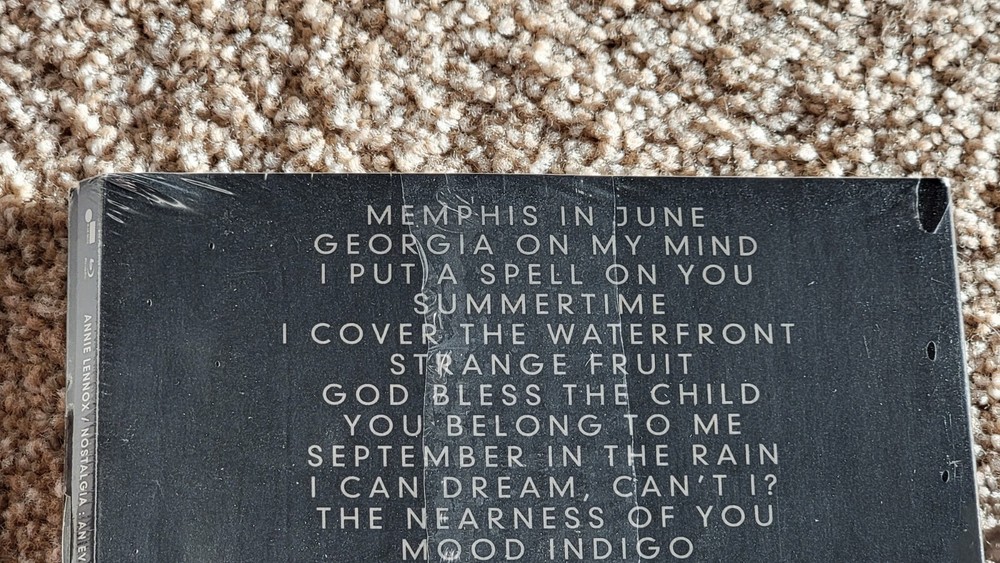 MEMPHIS IN JUNE
GEORGIA ON MY MIND
I PUT A SPELL ON YOU
SUMMERTIME
I COVER THE WATERFRONT
STRANGE FRUIT
GOD BLESS THE CHILD
YOU BELONG TO ME
SEPTEMBER IN THE RAIN
I CAN DREAM, CAN'T I?
THE NEARNESS OF YOU
MOOD INDIGO
ANNIE LENNOX / NOSTALGIA : AN EV